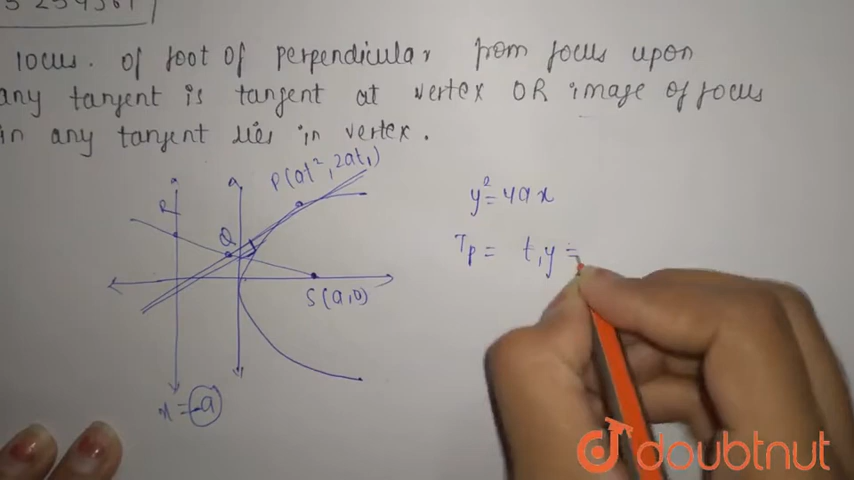 locus. of foot of perpendicular from focus upon
any tangent is tangent at vertex OR image of focus
in any tangent lies in vertex.
P(at², 2at₁)
R
Q
S(a,0)
x = -a
y² = 4ax
Tp = t₁y =
doubtnut